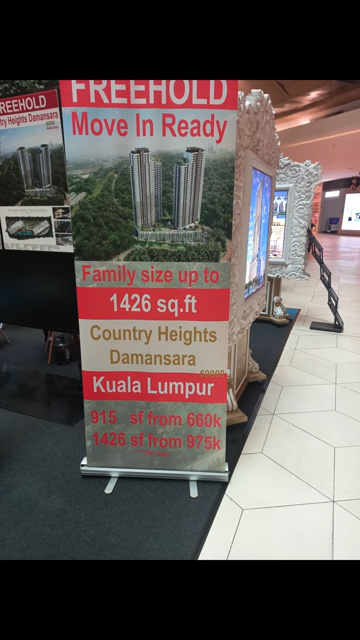 FREEHOLD
Country Heights Damansara
FREEHOLD
Move In Ready
Family size up to
1426 sq.ft
Country Heights
Damansara
Kuala Lumpur
915 sf from 660k
1426 sf from 975k